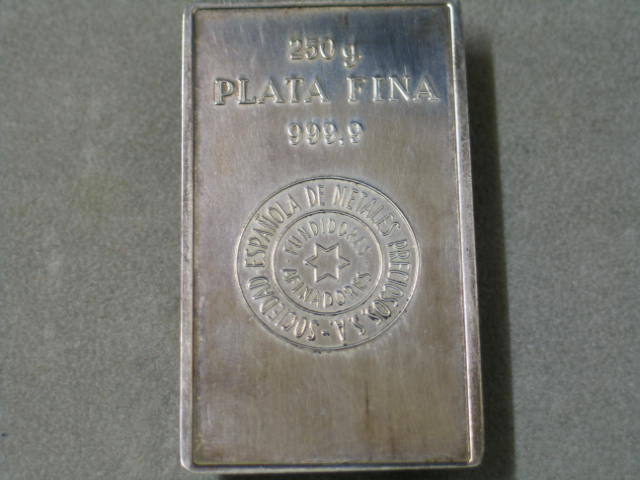 250 g.
PLATA FINA
999.9
SOCIEDAD ESPAÑOLA DE METALES PRECIOSOS, S.A.-
FUNDIDORES
AFINADORES